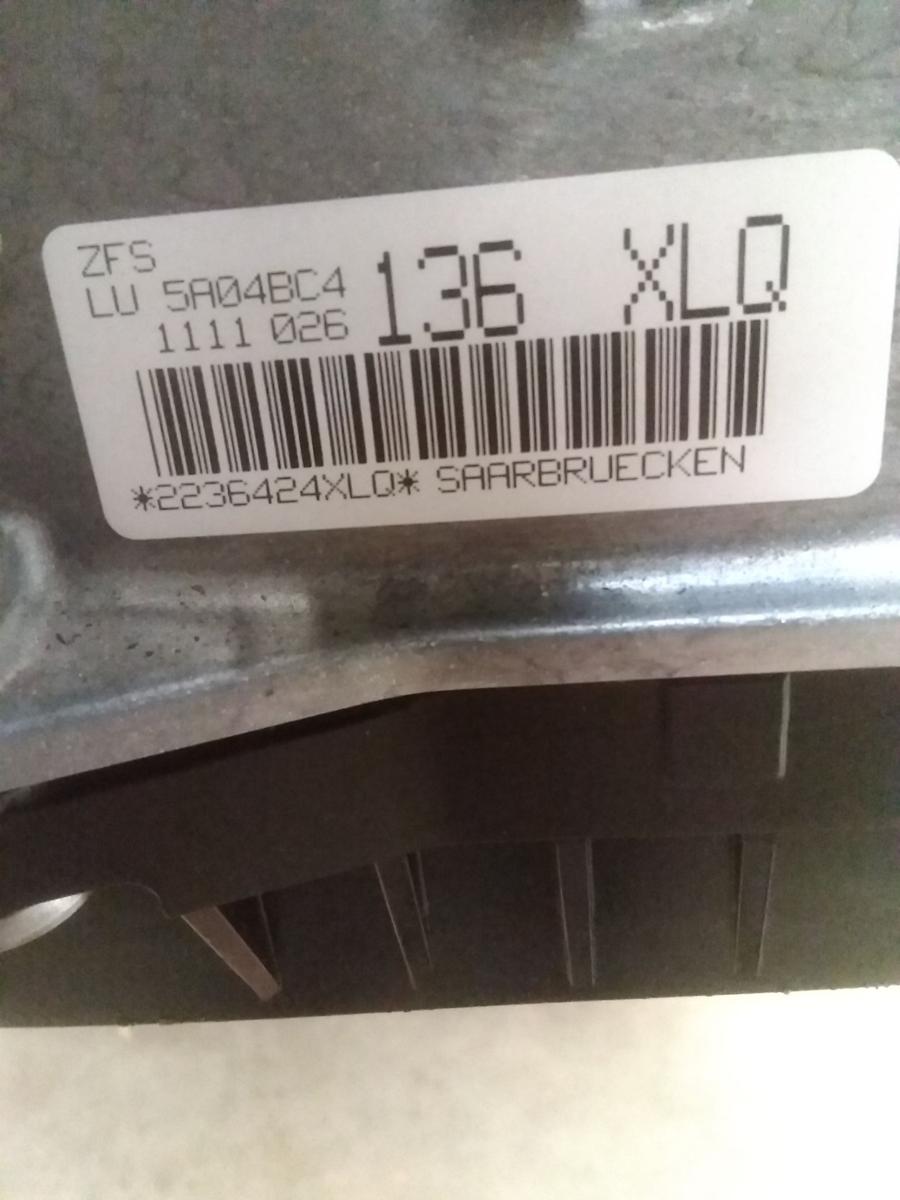 ZFS
LU 5A04BC4 136 XLQ
1111 026
*2236424XLQ* SAARBRUECKEN